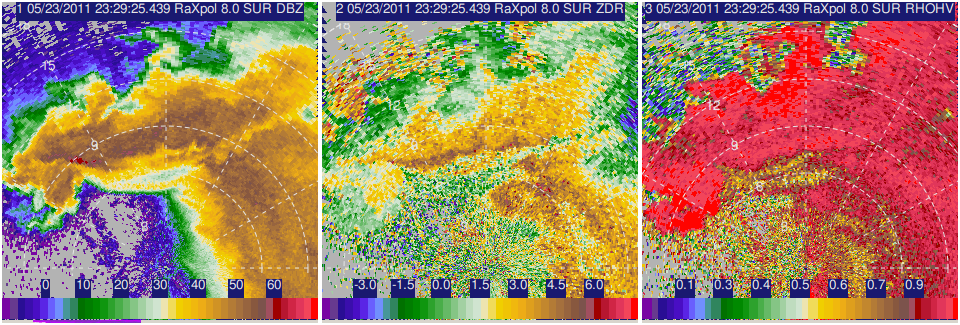 1 05/23/2011 23:29:25.439 RaXpol 8.0 SUR DBZ
2 05/23/2011 23:29:25.439 RaXpol 8.0 SUR ZDR
3 05/23/2011 23:29:25.439 RaXpol 8.0 SUR RHOHV
15
12
9
9
6
0 10 20 30 40 50 60
-3.0 -1.5 0.0 1.5 3.0 4.5 6.0
0.1 0.3 0.4 0.5 0.6 0.7 0.9